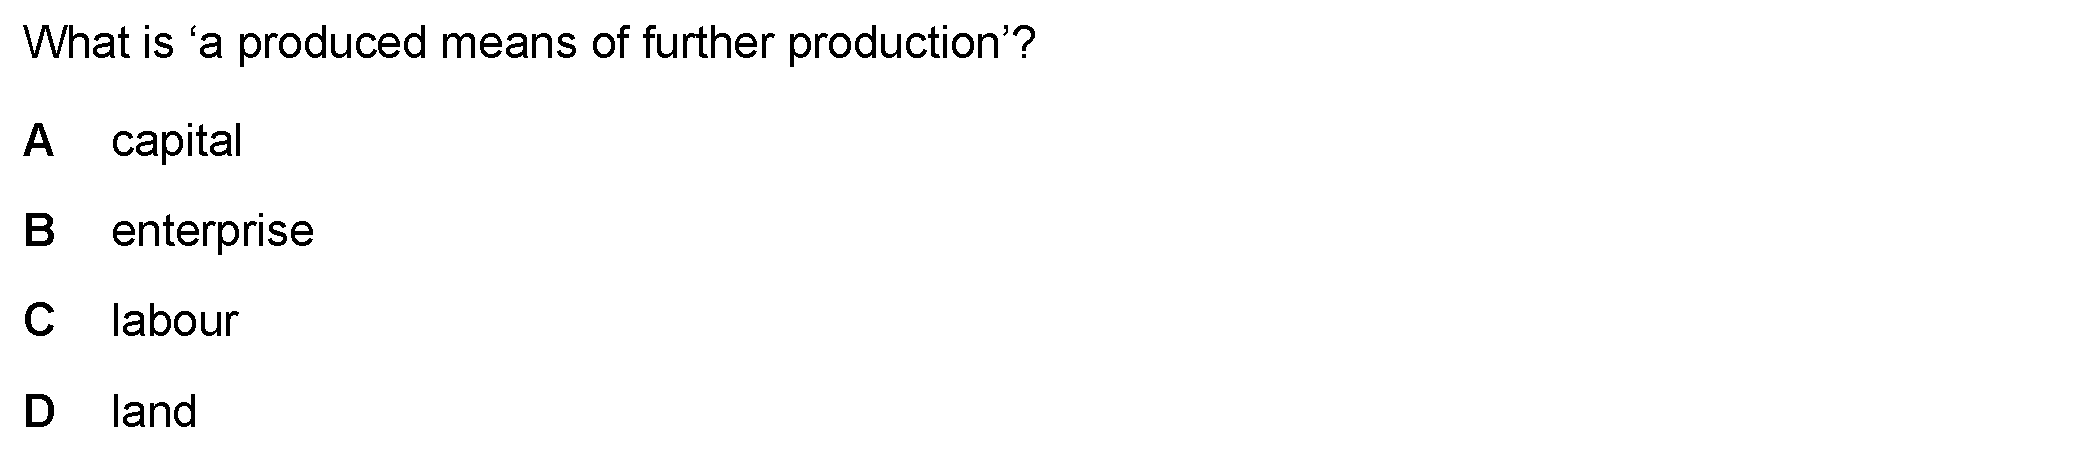 What is ‘a produced means of further production’?
A capital
B enterprise
C labour
D land